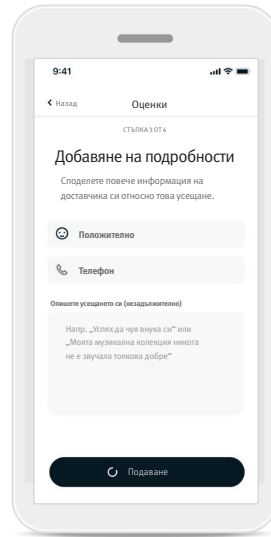 9:41
Назад
Оценки
СТЪПКА 3 ОТ 4
Добавяне на подробности
Споделете повече информация на
доставчика си относно това усещане.
Положително
Телефон
Опишете усещането си (незадължително)
Напр. „Успях да чуя внука си“ или
„Моята музикална колекция никога
не е звучала толкова добре“
Подаване